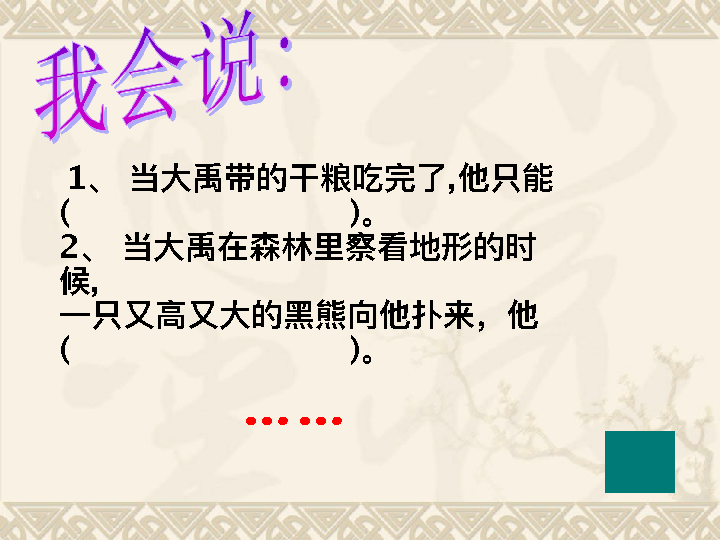 我会说：
1、 当大禹带的干粮吃完了,他只能
(                    )。
2、 当大禹在森林里察看地形的时
候,
一只又高又大的黑熊向他扑来，他
(                    )。
……